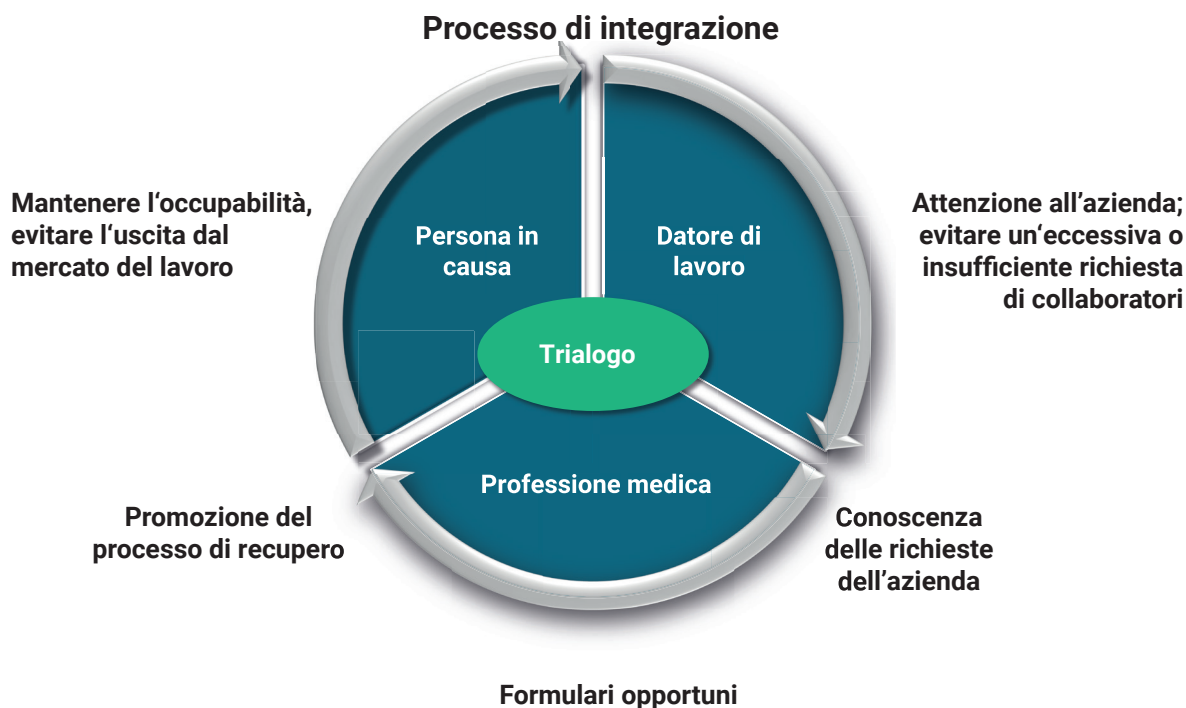 Processo di integrazione
Mantenere l‘occupabilità,
evitare l‘uscita dal
mercato del lavoro
Persona in
causa
Datore di
lavoro
Attenzione all’azienda;
evitare un‘eccessiva o
insufficiente richiesta
di collaboratori
Trialogo
Professione medica
Promozione del
processo di recupero
Conoscenza
delle richieste
dell’azienda
Formulari opportuni